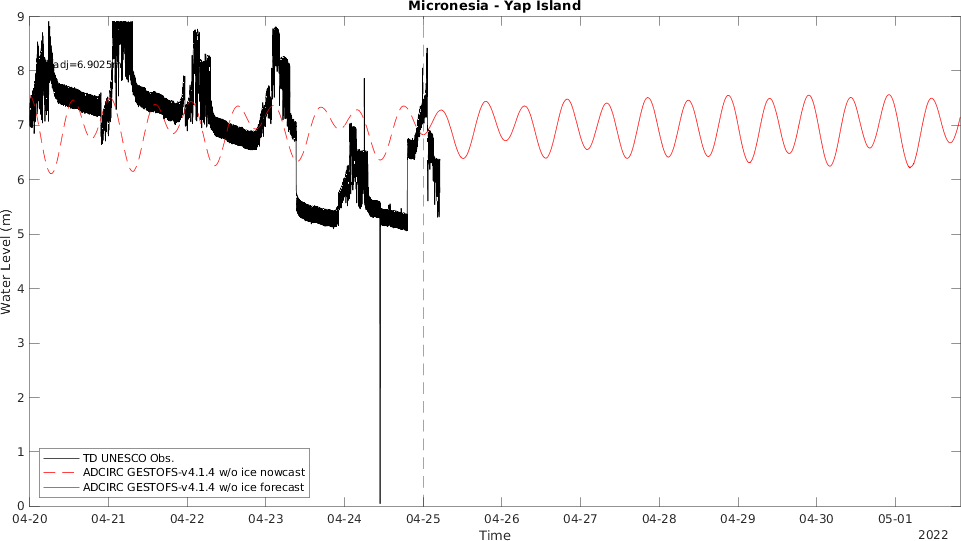 Micronesia - Yap Island
9
8
7
6
5
4
3
2
1
0
Water Level (m)
adj=6.9025
TD UNESCO Obs.
ADCIRC GESTOFS-v4.1.4 w/o ice nowcast
ADCIRC GESTOFS-v4.1.4 w/o ice forecast
04-20 04-21 04-22 04-23 04-24 04-25 04-26 04-27 04-28 04-29 04-30 05-01
Time
2022